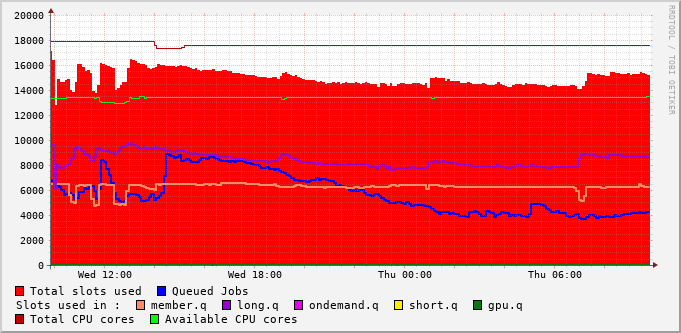 20000
18000
16000
14000
12000
10000
8000
6000
4000
2000
0
Wed 12:00 Wed 18:00 Thu 00:00 Thu 06:00
RRDTOOL / TOBI OETIKER
Total slots used Queued Jobs
Slots used in : member.q long.q ondemand.q short.q gpu.q
Total CPU cores Available CPU cores